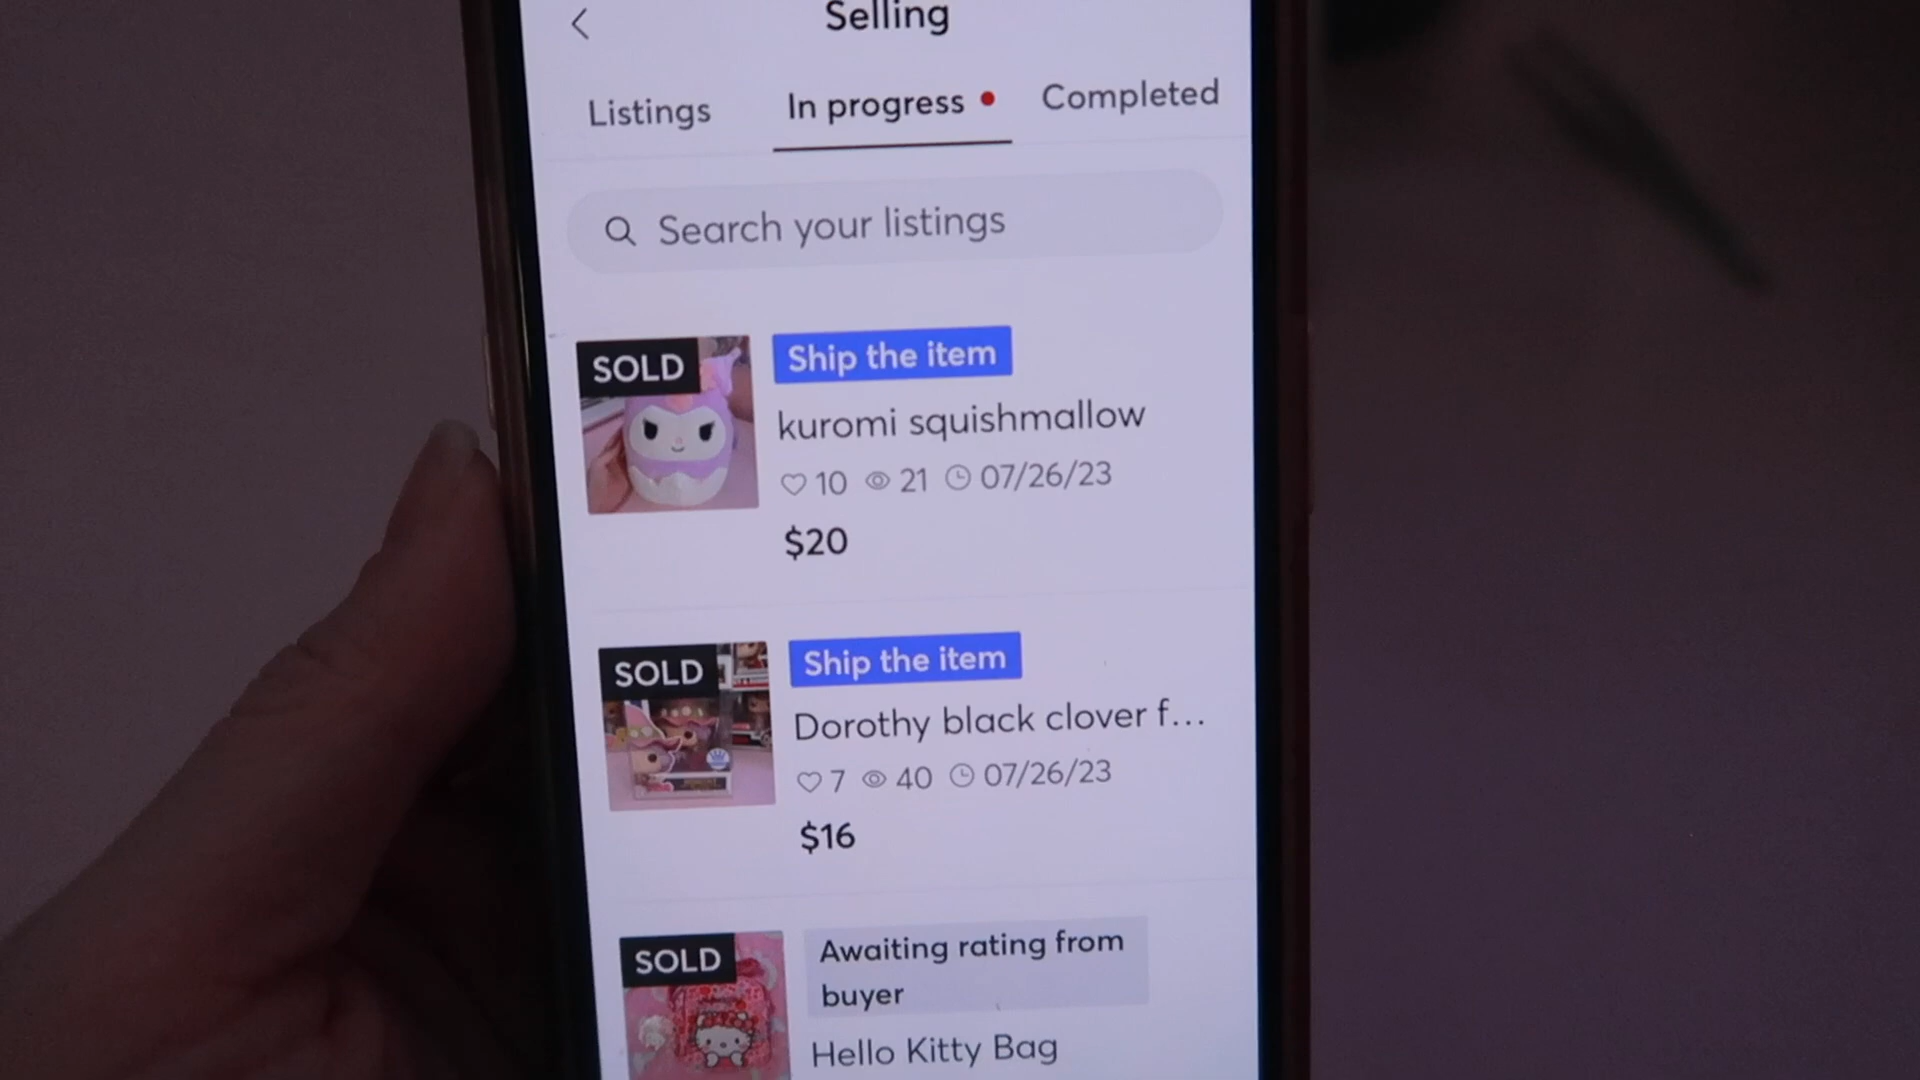 Selling
Listings
In progress
Completed
Search your listings
SOLD
Ship the item
kuromi squishmallow
10 21 07/26/23
$20
SOLD
Ship the item
Dorothy black clover f...
7 40 07/26/23
$16
SOLD
Awaiting rating from
buyer
Hello Kitty Bag